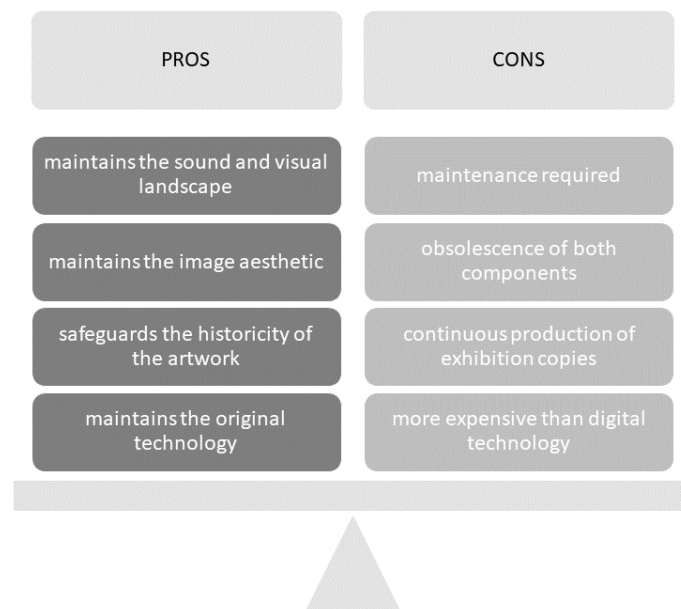 PROS
CONS
maintains the sound and visual
landscape
maintenance required
maintains the image aesthetic
obsolescence of both
components
safeguards the historicity of
the artwork
continuous production of
exhibition copies
maintains the original
technology
more expensive than digital
technology